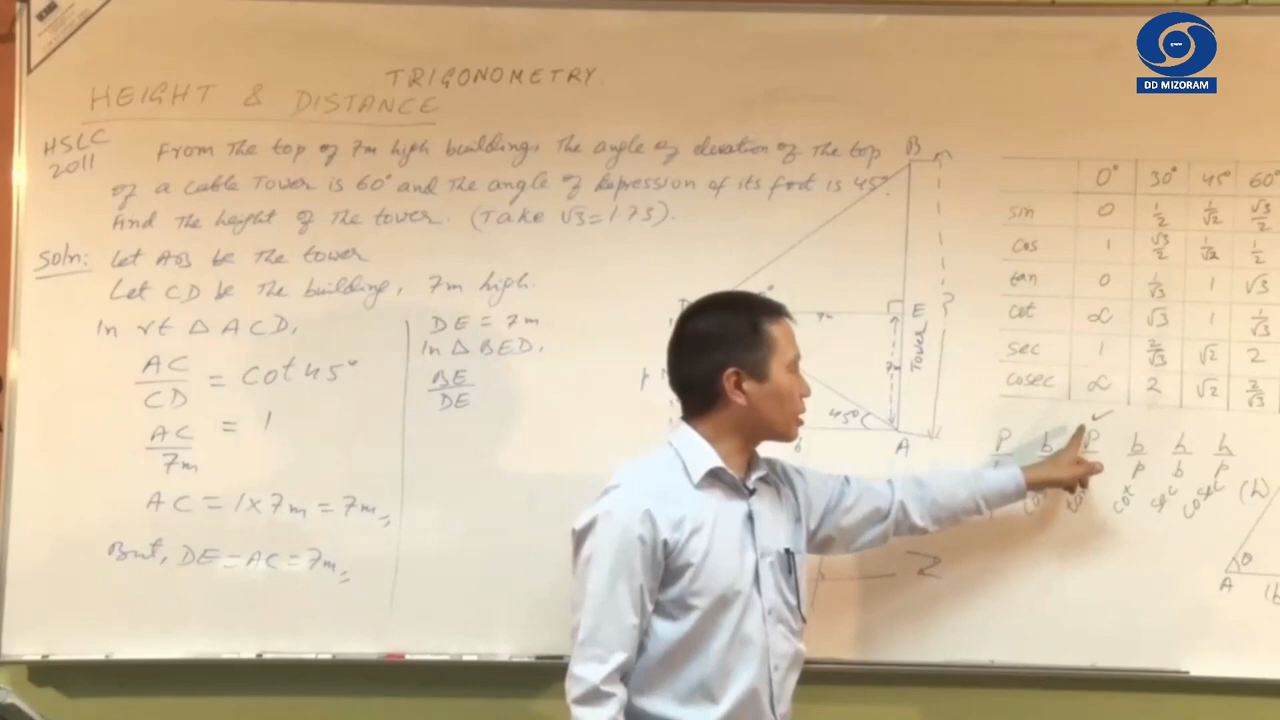 DD MIZORAM
TRIGONOMETRY.
HEIGHT & DISTANCE
HSLC
2011
From The top of 7m high building, The angle of elevation of The top
of a cable Tower is 60° and The angle of depression of its foot is 45°.
Find The height of The tower. (Take √3=1.73).
Soln: Let AB be The tower
Let CD be The building, 7m high.
In rt △ ACD,
AC/CD = cot 45°
AC/7m = 1
AC = 1×7m = 7m,,
But, DE = AC = 7m,,
DE = 7m
In △ BED,
BE/DE
B
E
7m
7m
Tower
?
45°
A
b
p
0° 30° 45° 60°
sin 0 1/2 1/√2 √3/2
cos 1 √3/2 1/√2 1/2
tan 0 1/√3 1 √3
cot ∝ √3 1 1/√3
sec 1 2/√3 √2 2
cosec ∝ 2 √2 2/√3
✓
b/p h/b h/p
cot sec cosec
(h)
θ
A